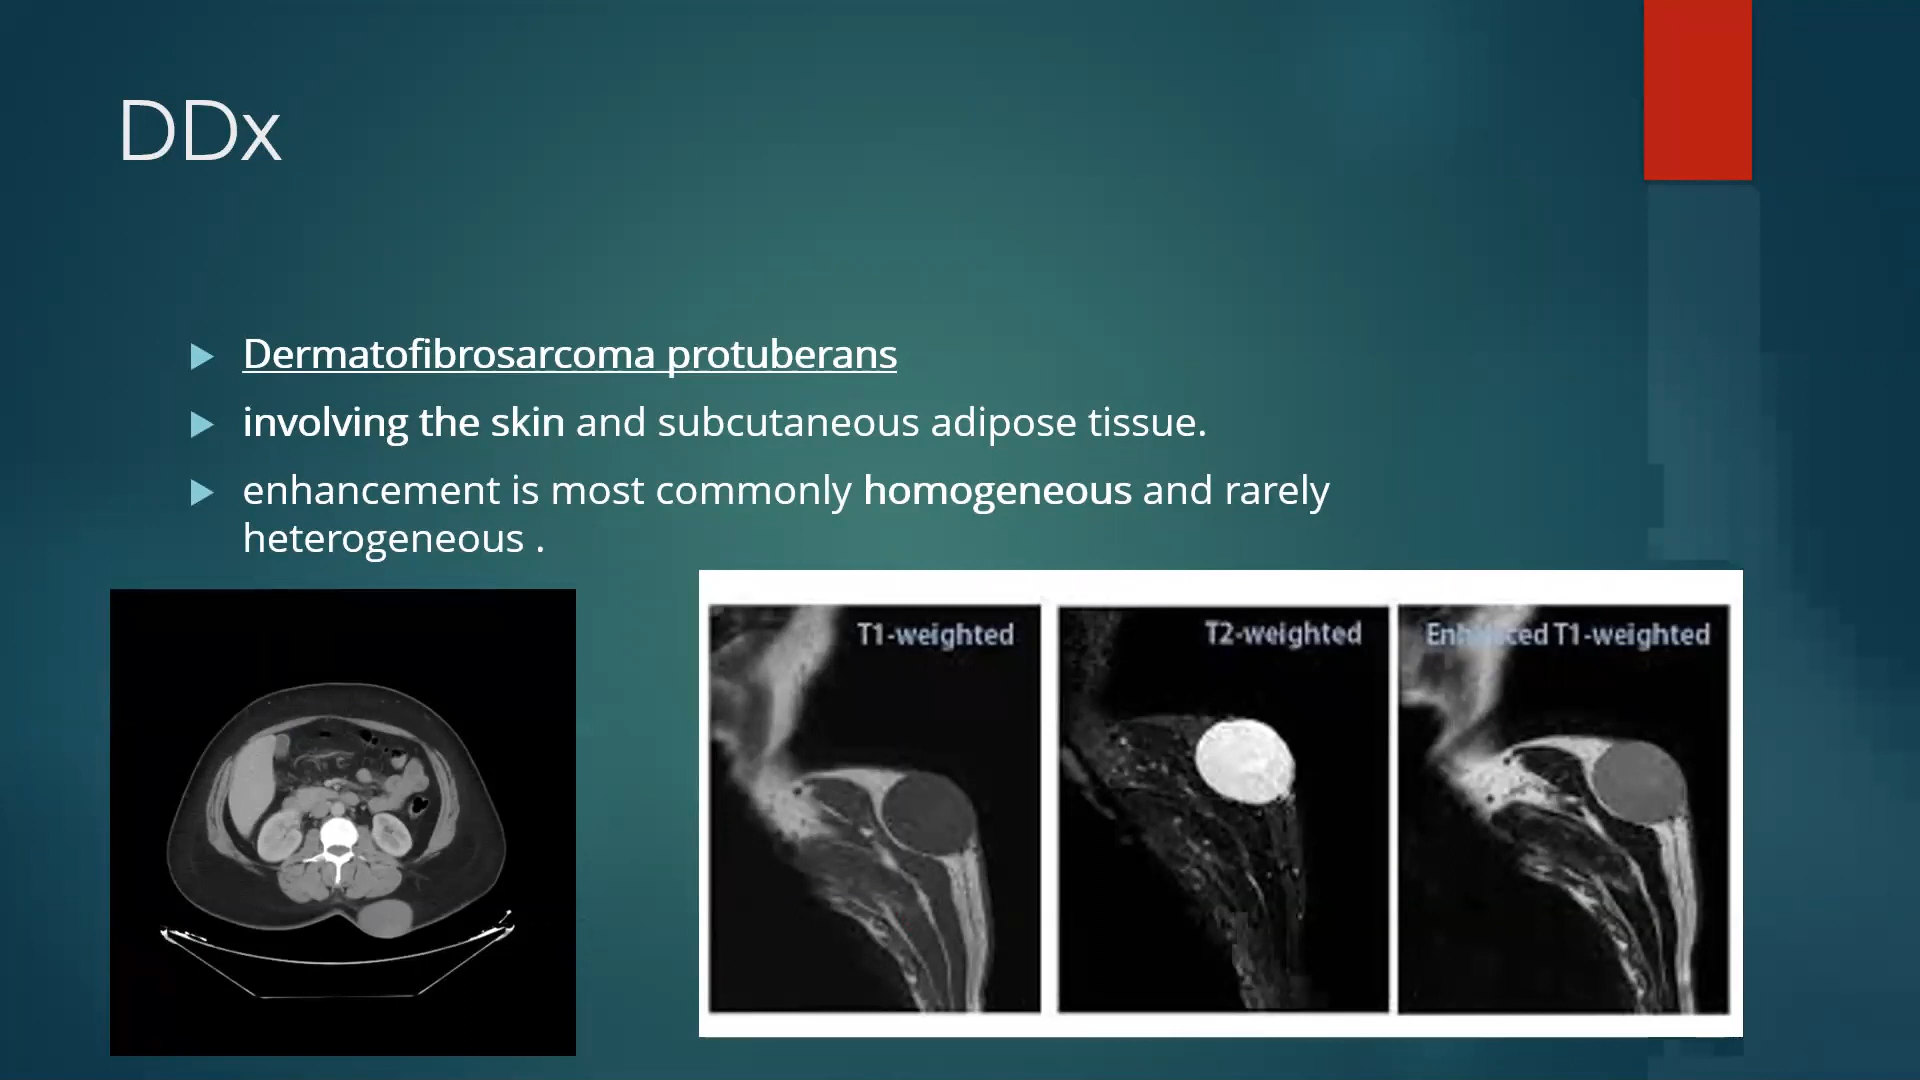 DDx
Dermatofibrosarcoma protuberans
involving the skin and subcutaneous adipose tissue.
enhancement is most commonly homogeneous and rarely
heterogeneous .
T1-weighted
T2-weighted
Enhanced T1-weighted